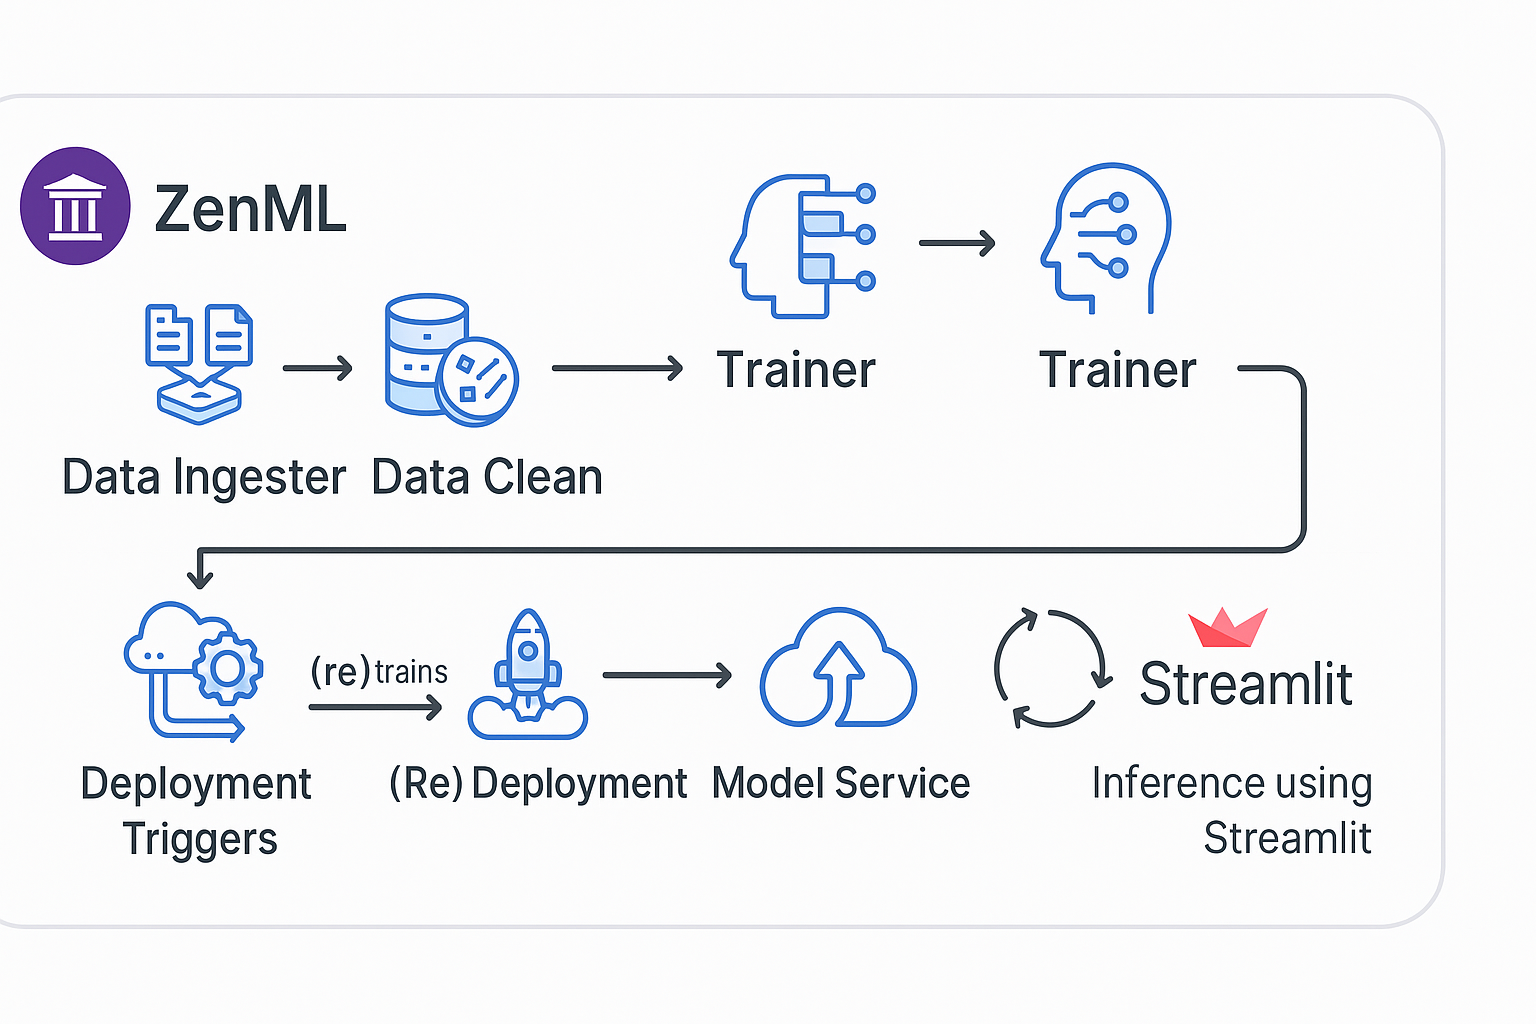 ZenML
Trainer
Trainer
Data Ingester
Data Clean
(re)trains
Streamlit
Deployment
Triggers
(Re) Deployment
Model Service
Inference using
Streamlit